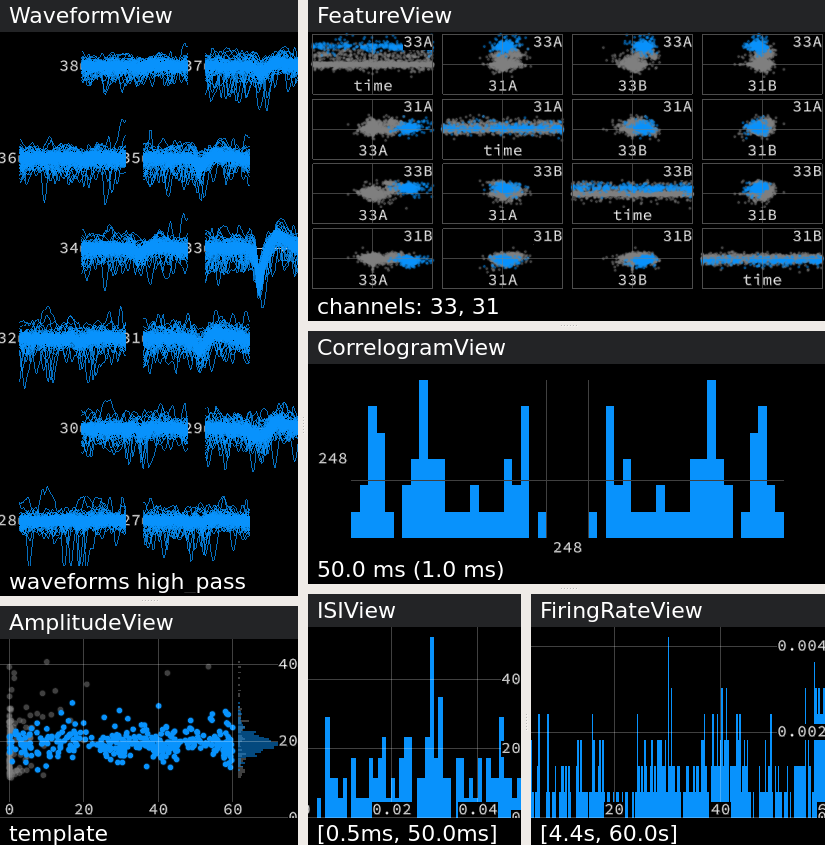 WaveformView
38
37
36
35
34
33
32
31
30
29
28
27
waveforms high_pass
FeatureView
33A 33A 33A 33A
time 31A 33B 31B
31A 31A 31A 31A
33A time 33B 31B
33B 33B 33B 33B
33A 31A time 31B
31B 31B 31B 31B
33A 31A 33B time
channels: 33, 31
CorrelogramView
248
248
50.0 ms (1.0 ms)
AmplitudeView
40
20
0
0 20 40 60
template
ISIView
40
20
0
0.02 0.04
[0.5ms, 50.0ms]
FiringRateView
0.004
0.002
20 40
[4.4s, 60.0s]